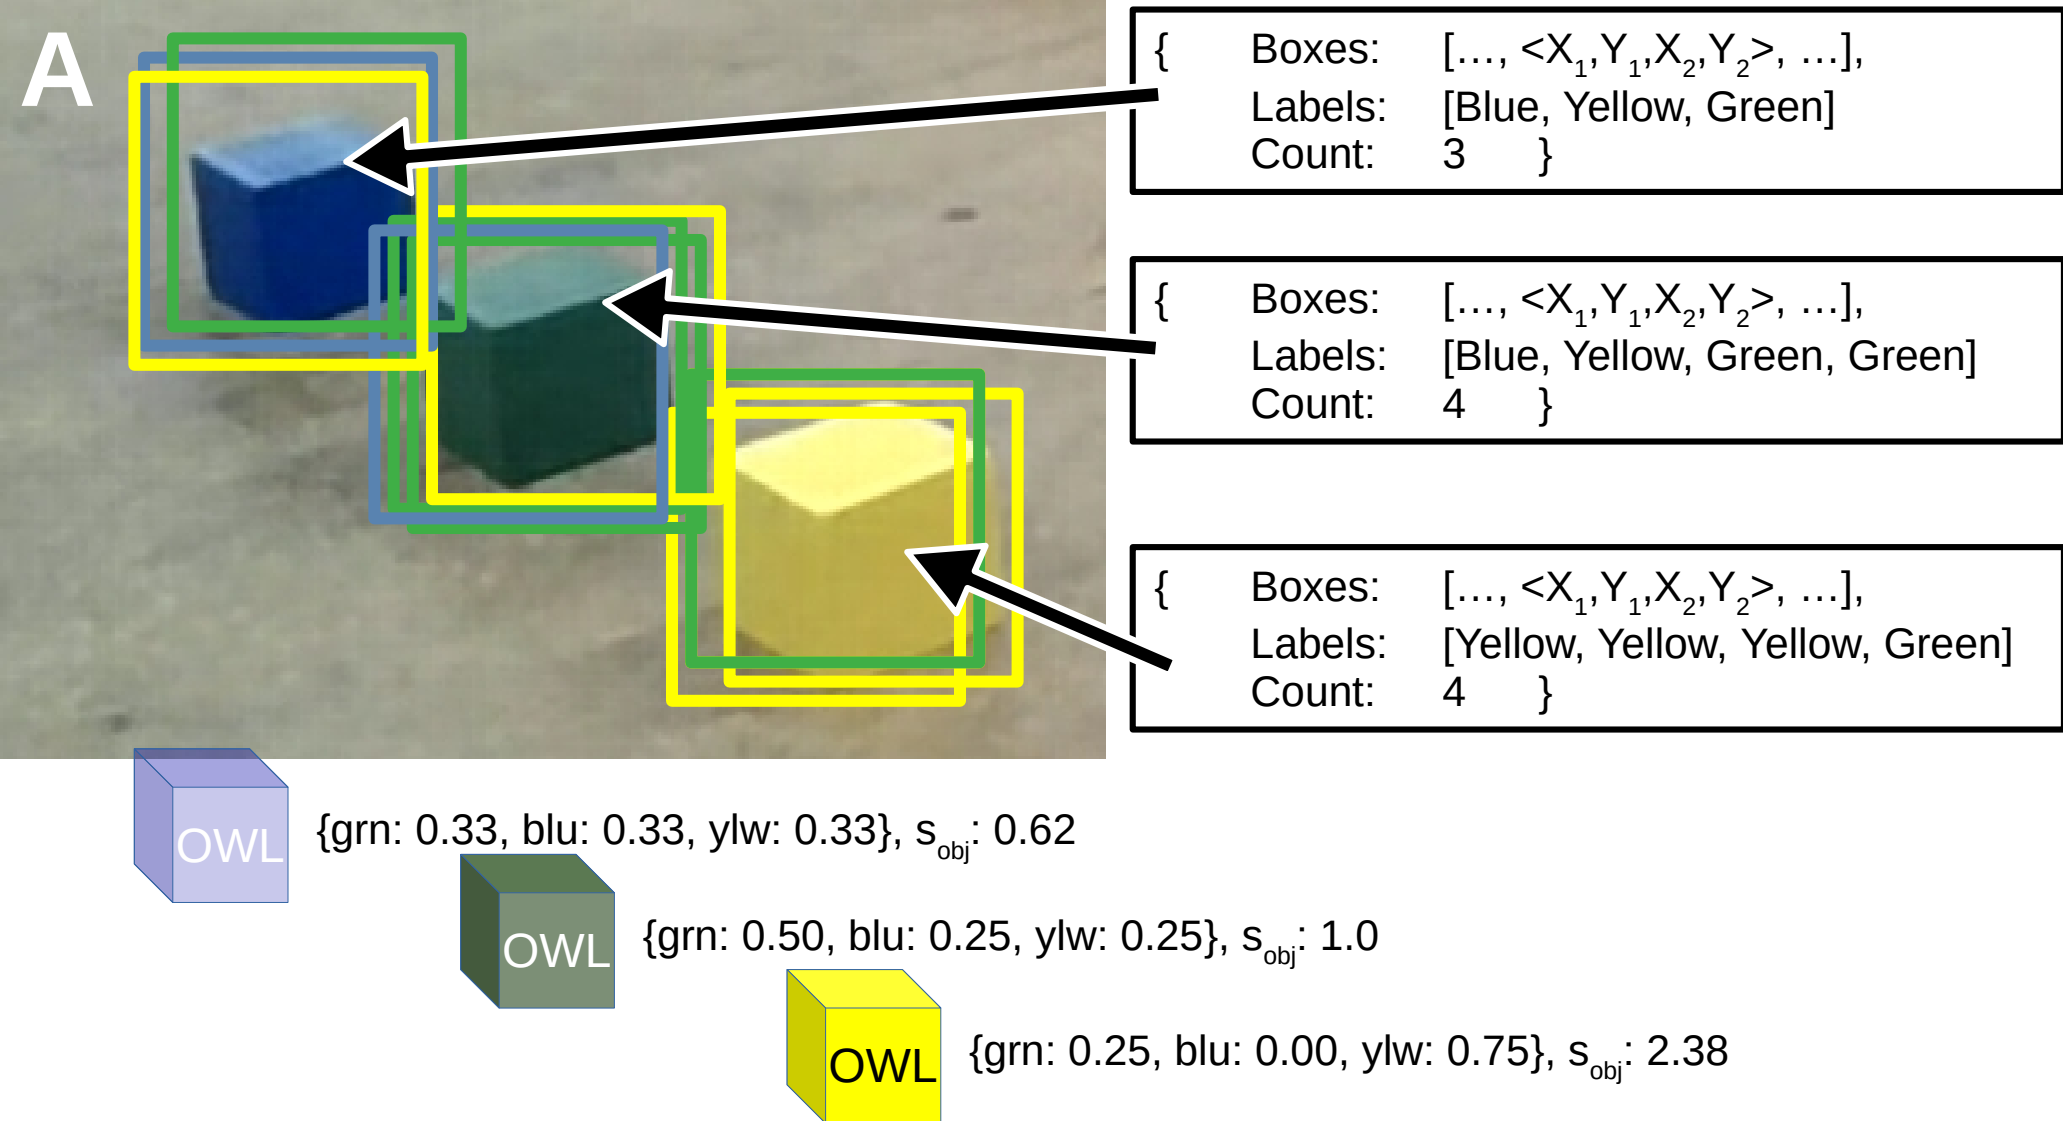 A
{ Boxes: […, <X1,Y1,X2,Y2>, …],
Labels: [Blue, Yellow, Green]
Count: 3 }
{ Boxes: […, <X1,Y1,X2,Y2>, …],
Labels: [Blue, Yellow, Green, Green]
Count: 4 }
{ Boxes: […, <X1,Y1,X2,Y2>, …],
Labels: [Yellow, Yellow, Yellow, Green]
Count: 4 }
OWL {grn: 0.33, blu: 0.33, ylw: 0.33}, sobj: 0.62
OWL {grn: 0.50, blu: 0.25, ylw: 0.25}, sobj: 1.0
OWL {grn: 0.25, blu: 0.00, ylw: 0.75}, sobj: 2.38